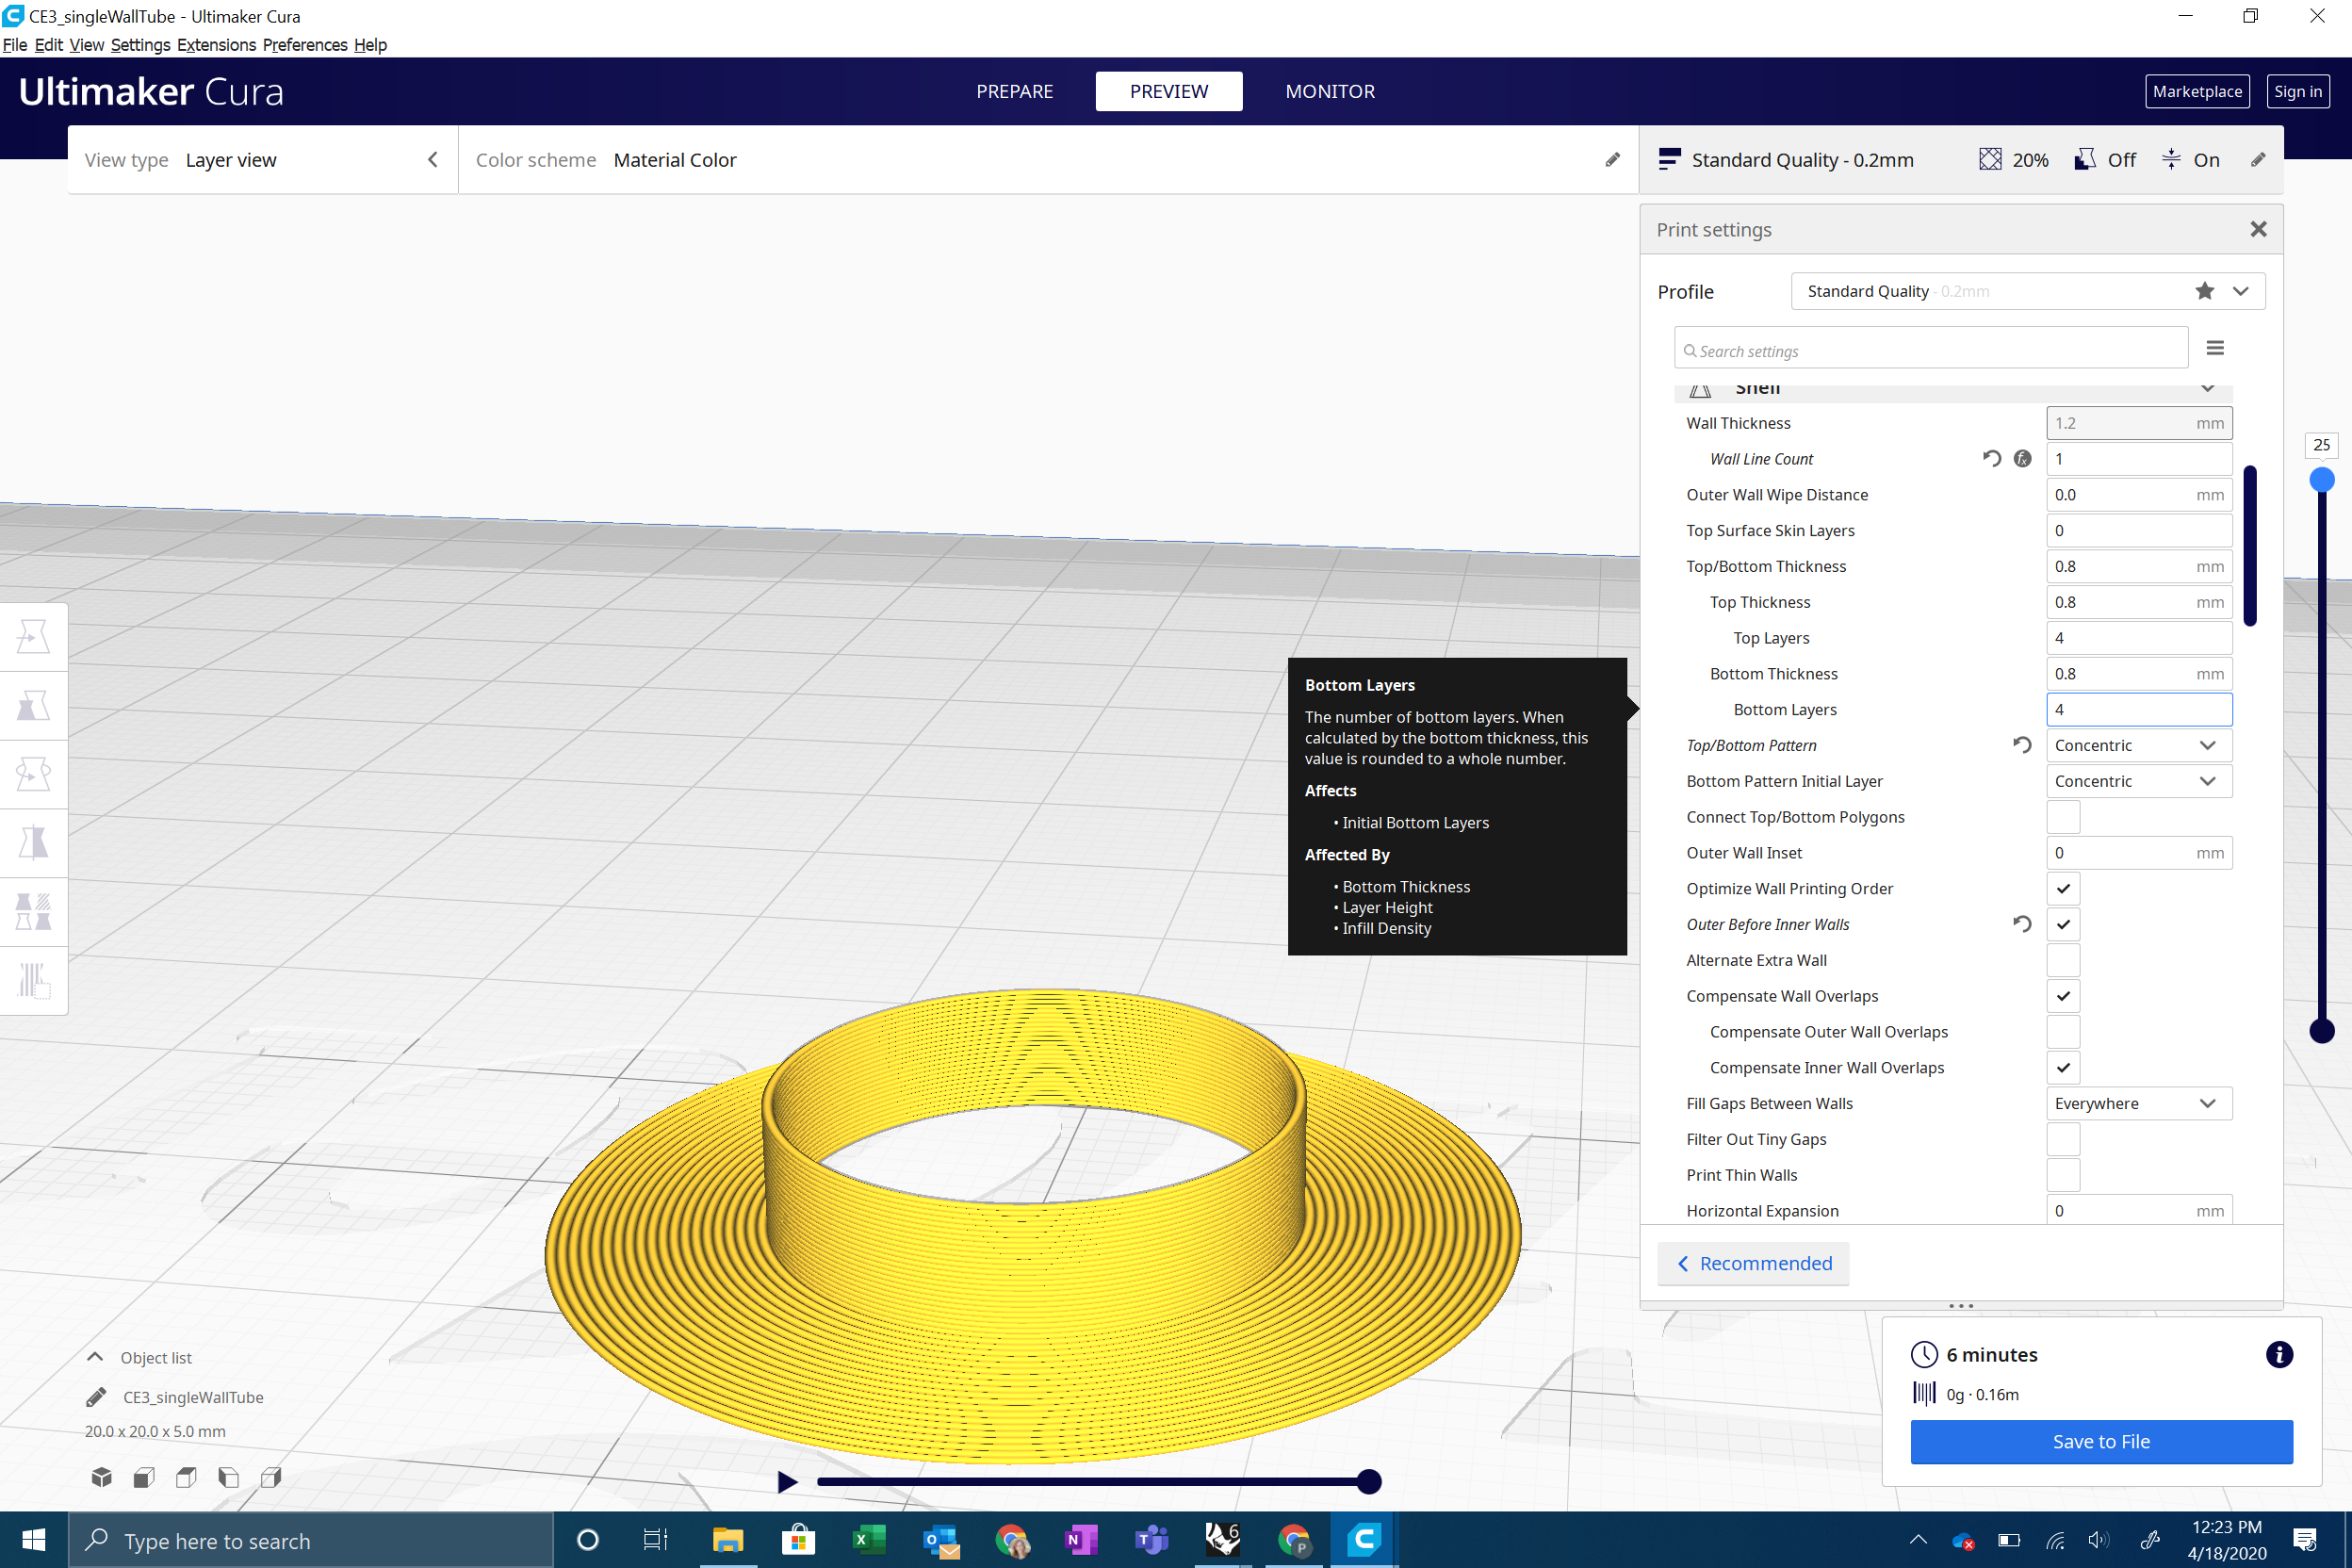 CE3_singleWallTube - Ultimaker Cura
File Edit View Settings Extensions Preferences Help
Ultimaker Cura
PREPARE
PREVIEW
MONITOR
Marketplace
Sign in
View type Layer view
Color scheme Material Color
Standard Quality - 0.2mm
20%
Off
On
Print settings
Profile
Standard Quality - 0.2mm
Search settings
Shell
Wall Thickness 1.2 mm
Wall Line Count 1
Outer Wall Wipe Distance 0.0 mm
Top Surface Skin Layers 0
Top/Bottom Thickness 0.8 mm
Top Thickness 0.8 mm
Top Layers 4
Bottom Thickness 0.8 mm
Bottom Layers 4
Top/Bottom Pattern Concentric
Bottom Pattern Initial Layer Concentric
Connect Top/Bottom Polygons
Outer Wall Inset 0 mm
Optimize Wall Printing Order
Outer Before Inner Walls
Alternate Extra Wall
Compensate Wall Overlaps
Compensate Outer Wall Overlaps
Compensate Inner Wall Overlaps
Fill Gaps Between Walls Everywhere
Filter Out Tiny Gaps
Print Thin Walls
Horizontal Expansion 0 mm
Recommended
25
Bottom Layers
The number of bottom layers. When
calculated by the bottom thickness, this
value is rounded to a whole number.
Affects
• Initial Bottom Layers
Affected By
• Bottom Thickness
• Layer Height
• Infill Density
Object list
CE3_singleWallTube
20.0 x 20.0 x 5.0 mm
6 minutes
0g · 0.16m
Save to File
Type here to search
12:23 PM
4/18/2020